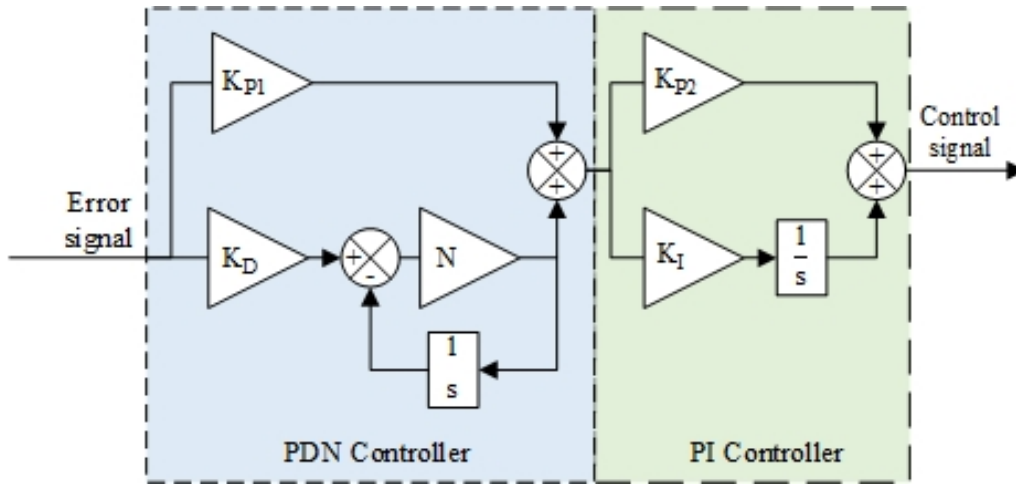 K_P1
K_P2
Control
signal
+
+
+
+
Error
signal
K_D
+
-
N
K_I
1
s
1
s
PDN Controller
PI Controller